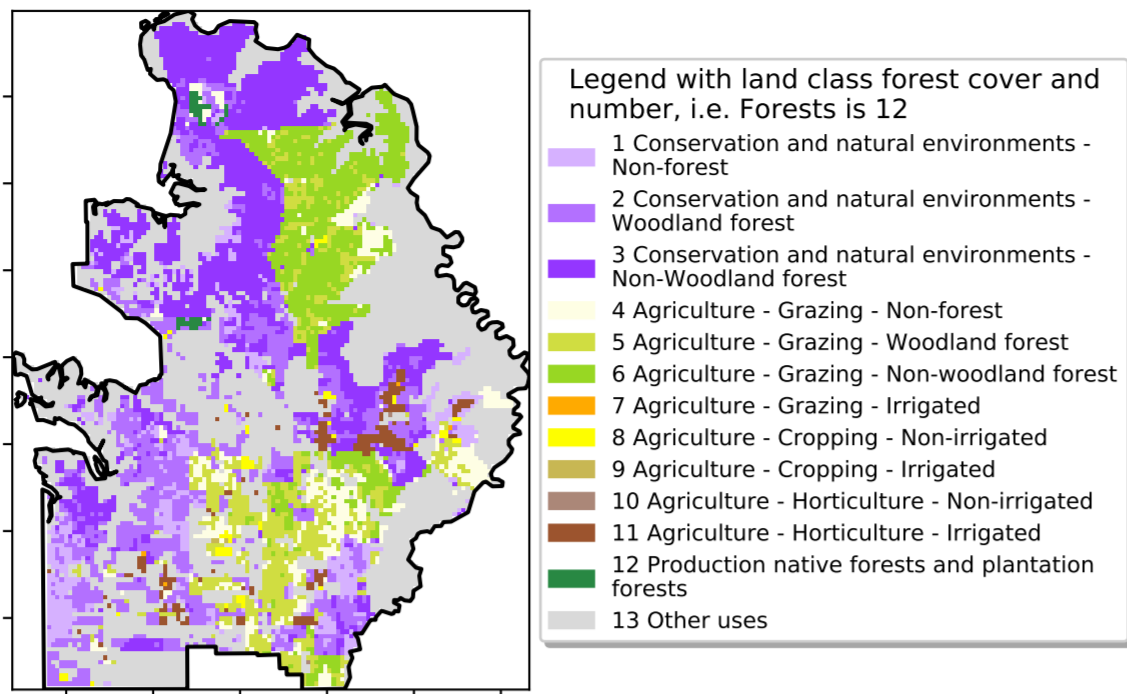 Legend with land class forest cover and
number, i.e. Forests is 12
1 Conservation and natural environments -
Non-forest
2 Conservation and natural environments -
Woodland forest
3 Conservation and natural environments -
Non-Woodland forest
4 Agriculture - Grazing - Non-forest
5 Agriculture - Grazing - Woodland forest
6 Agriculture - Grazing - Non-woodland forest
7 Agriculture - Grazing - Irrigated
8 Agriculture - Cropping - Non-irrigated
9 Agriculture - Cropping - Irrigated
10 Agriculture - Horticulture - Non-irrigated
11 Agriculture - Horticulture - Irrigated
12 Production native forests and plantation
forests
13 Other uses